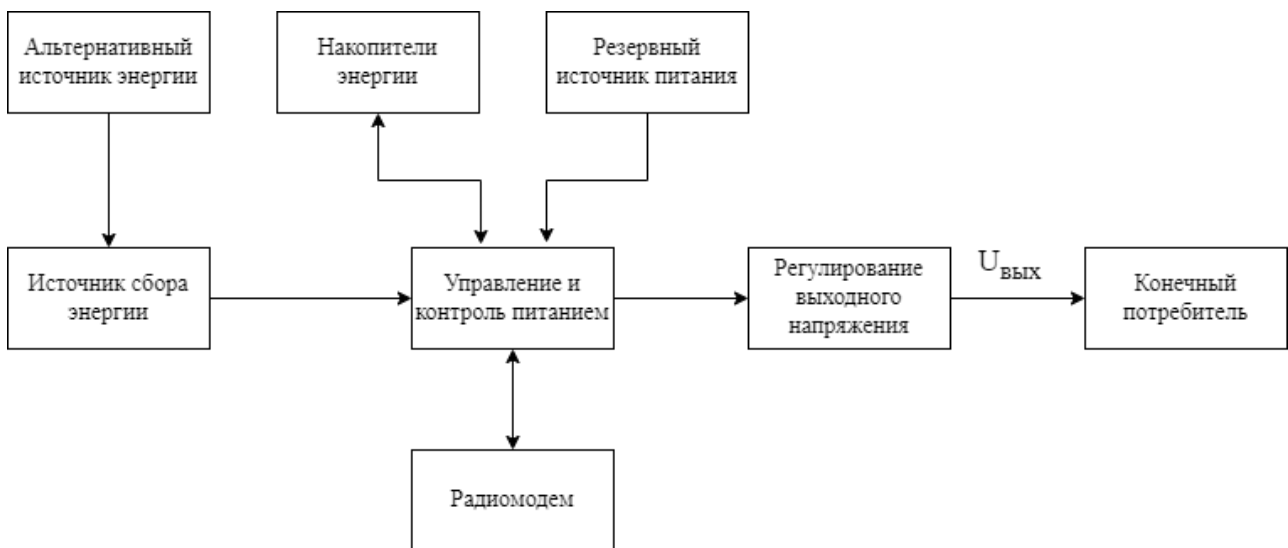 Альтернативный
источник энергии
Накопители
энергии
Резервный
источник питания
Источник сбора
энергии
Управление и
контроль питанием
Регулирование
выходного
напряжения
Uвых
Конечный
потребитель
Радиомодем